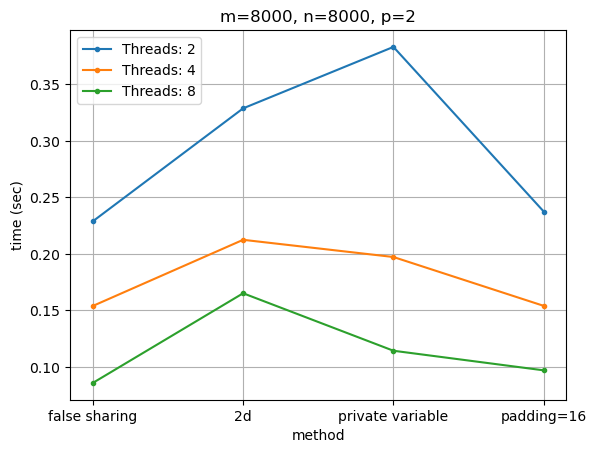 m=8000, n=8000, p=2
Threads: 2
Threads: 4
Threads: 8
0.35
0.30
0.25
0.20
0.15
0.10
time (sec)
false sharing
2d
private variable
padding=16
method